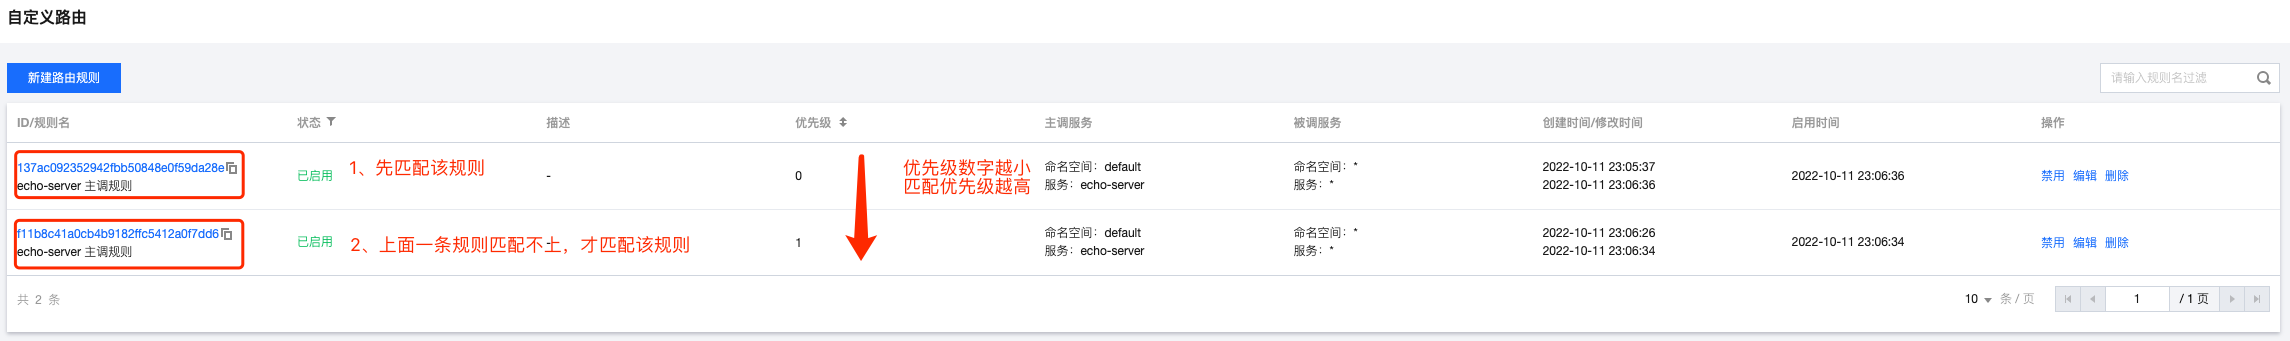 自定义路由
新建路由规则
请输入规则名过滤
ID/规则名 状态 描述 优先级 主调服务 被调服务 创建时间/修改时间 启用时间 操作
137ac092352942fbb50848e0f59da28e
echo-server 主调规则
已启用
1、先匹配该规则
-
0
优先级数字越小
匹配优先级越高
命名空间：default
服务：echo-server
命名空间：*
服务：*
2022-10-11 23:05:37
2022-10-11 23:06:36
2022-10-11 23:06:36
禁用 编辑 删除
f11b8c41a0cb4b9182ffc5412a0f7dd6
echo-server 主调规则
已启用
2、上面一条规则匹配不上，才匹配该规则
-
1
命名空间：default
服务：echo-server
命名空间：*
服务：*
2022-10-11 23:06:26
2022-10-11 23:06:34
2022-10-11 23:06:34
禁用 编辑 删除
共 2 条
10 条 / 页
1 / 1 页